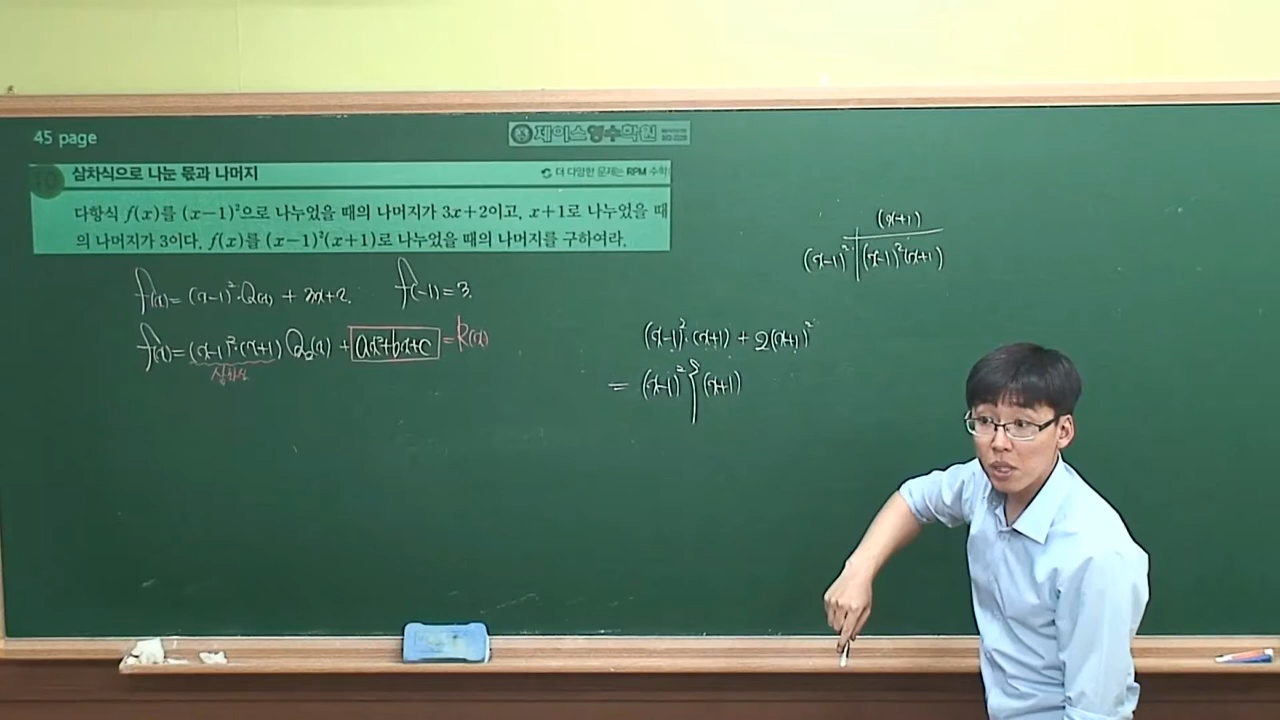 45 page
제이스영수학원
삼차식으로 나눈 몫과 나머지
더 다양한 문제는 RPM 수학
다항식 f(x)를 (x-1)²으로 나누었을 때의 나머지가 3x+2이고, x+1로 나누었을 때
의 나머지가 3이다. f(x)를 (x-1)²(x+1)로 나누었을 때의 나머지를 구하여라.
f(x)=(x-1)²·Q(x) + 3x+2. f(-1)=3.
f(x)=(x-1)²·(x+1) Q₂(x) + ax²+bx+c = R(x)
삼차식
(x+1)
(x-1)² (x-1)²(x+1)
(x-1)²·(x+1) + 2(x+1)²
= (x-1)² { (x+1)